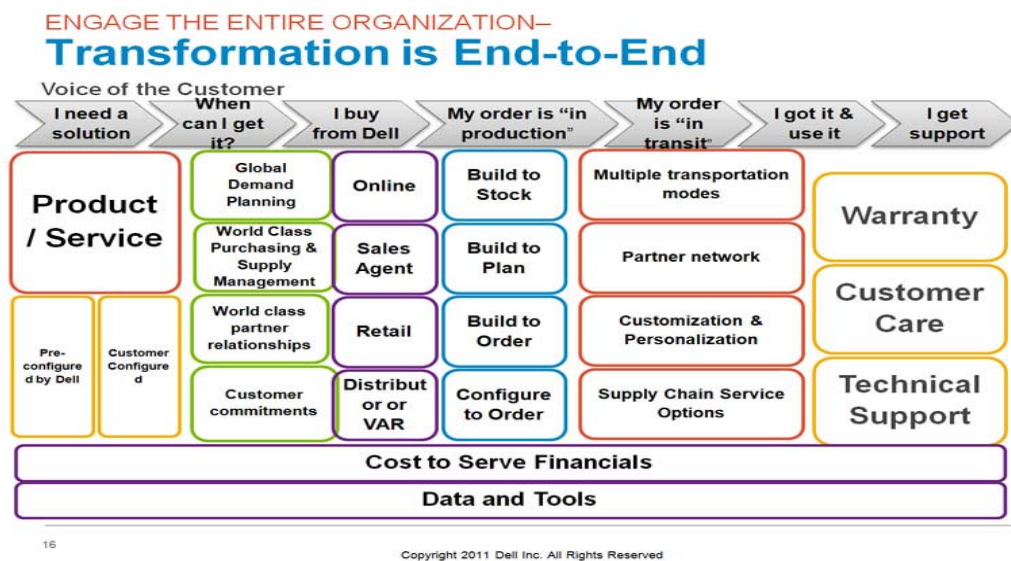 ENGAGE THE ENTIRE ORGANIZATION–
Transformation is End-to-End
Voice of the Customer
I need a
solution
When
can I get
it?
I buy
from Dell
My order is “in
production”
My order
is “in
transit”
I got it &
use it
I get
support
Product
/ Service
Pre-
configure
d by Dell
Customer
Configure
d
Global
Demand
Planning
World Class
Purchasing &
Supply
Management
World class
partner
relationships
Customer
commitments
Online
Sales
Agent
Retail
Distribut
or or
VAR
Build to
Stock
Build to
Plan
Build to
Order
Configure
to Order
Multiple transportation
modes
Partner network
Customization &
Personalization
Supply Chain Service
Options
Warranty
Customer
Care
Technical
Support
Cost to Serve Financials
Data and Tools
16
Copyright 2011 Dell Inc. All Rights Reserved